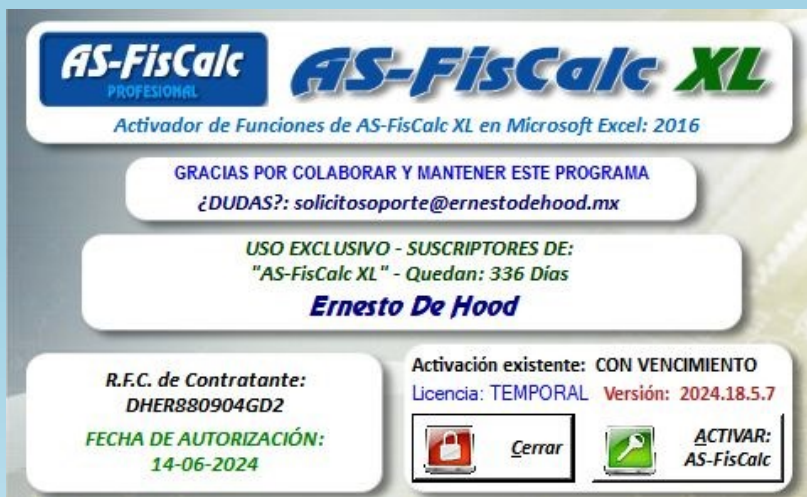 AS-FisCalc
PROFESIONAL
AS-FisCalc XL
Activador de Funciones de AS-FisCalc XL en Microsoft Excel: 2016
GRACIAS POR COLABORAR Y MANTENER ESTE PROGRAMA
¿DUDAS?: solicitosoporte@ernestodehood.mx
USO EXCLUSIVO - SUSCRIPTORES DE:
"AS-FisCalc XL" - Quedan: 336 Días
Ernesto De Hood
R.F.C. de Contratante:
DHER880904GD2
FECHA DE AUTORIZACIÓN:
14-06-2024
Activación existente: CON VENCIMIENTO
Licencia: TEMPORAL Versión: 2024.18.5.7
Cerrar
ACTIVAR:
AS-FisCalc